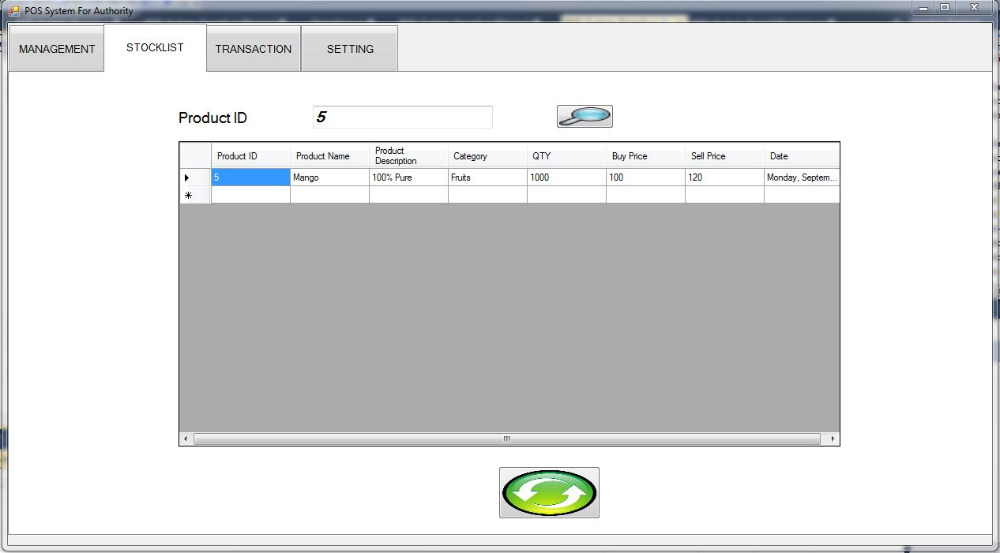 POS System For Authority
MANAGEMENT STOCKLIST TRANSACTION SETTING
Product ID 5
Product ID Product Name Product Description Category QTY Buy Price Sell Price Date
5 Mango 100% Pure Fruits 1000 100 120 Monday, Septem...